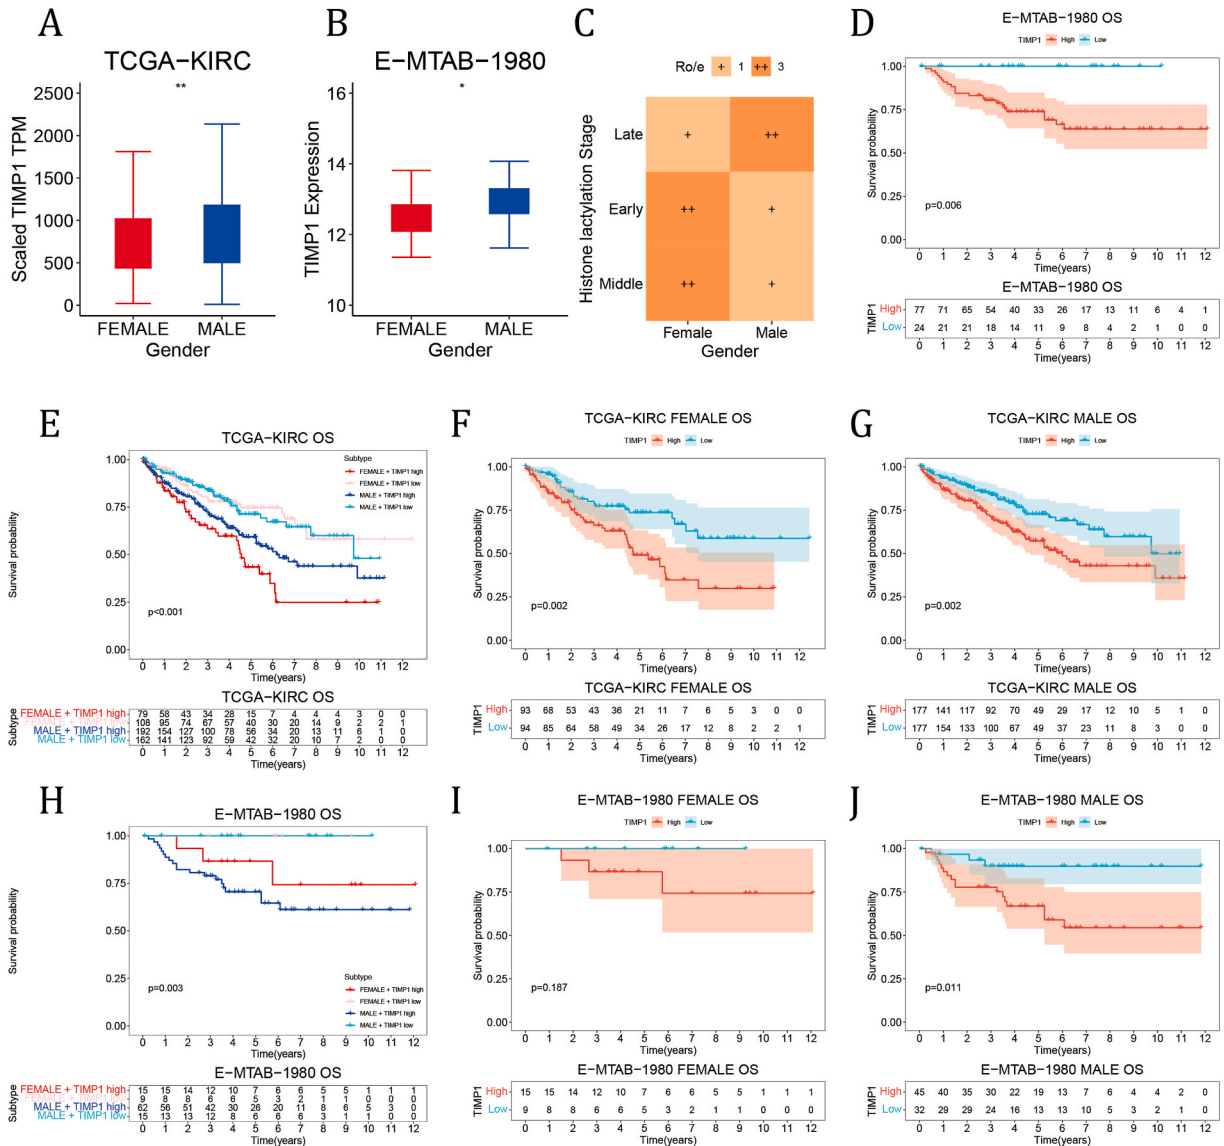 A
TCGA-KIRC
**
2500
2000
1500
1000
500
0
Scaled TIMP1 TPM
FEMALE MALE
Gender
B
E-MTAB-1980
*
16
14
12
10
TIMP1 Expression
FEMALE MALE
Gender
C
Ro/e + 1 ++ 3
Histone lactylation Stage
Late + ++
Early ++ +
Middle ++ +
Female Male
Gender
D
E-MTAB-1980 OS
TIMP1 High Low
1.00
0.75
0.50
0.25
0.00
Survival probability
p=0.006
0 1 2 3 4 5 6 7 8 9 10 11 12
Time(years)
E-MTAB-1980 OS
TIMP1
High 77 71 65 54 40 33 26 17 13 11 6 4 1
Low 24 21 21 18 14 11 9 8 4 2 1 0 0
0 1 2 3 4 5 6 7 8 9 10 11 12
Time(years)
E
TCGA-KIRC OS
Subtype
FEMALE + TIMP1 high
FEMALE + TIMP1 low
MALE + TIMP1 high
MALE + TIMP1 low
1.00
0.75
0.50
0.25
0.00
Survival probability
p<0.001
0 1 2 3 4 5 6 7 8 9 10 11 12
Time(years)
TCGA-KIRC OS
Subtype
FEMALE + TIMP1 high 79 58 43 34 28 15 7 4 4 4 3 0 0
FEMALE + TIMP1 low 108 95 74 67 57 40 30 20 14 9 2 2 1
MALE + TIMP1 high 192 154 127 100 78 56 34 20 13 11 6 1 0
MALE + TIMP1 low 162 141 123 92 59 42 32 20 10 7 2 0 0
0 1 2 3 4 5 6 7 8 9 10 11 12
Time(years)
F
TCGA-KIRC FEMALE OS
TIMP1 High Low
1.00
0.75
0.50
0.25
0.00
Survival probability
p=0.002
0 1 2 3 4 5 6 7 8 9 10 11 12
Time(years)
TCGA-KIRC FEMALE OS
TIMP1
High 93 68 53 43 36 21 11 7 6 5 3 0 0
Low 94 85 64 58 49 34 26 17 12 8 2 2 1
0 1 2 3 4 5 6 7 8 9 10 11 12
Time(years)
G
TCGA-KIRC MALE OS
TIMP1 High Low
1.00
0.75
0.50
0.25
0.00
Survival probability
p=0.002
0 1 2 3 4 5 6 7 8 9 10 11 12
Time(years)
TCGA-KIRC MALE OS
TIMP1
High 177 141 117 92 70 49 29 17 12 10 5 1 0
Low 177 154 133 100 67 49 37 23 11 8 3 0 0
0 1 2 3 4 5 6 7 8 9 10 11 12
Time(years)
H
E-MTAB-1980 OS
1.00
0.75
0.50
0.25
0.00
Survival probability
p=0.003
Subtype
FEMALE + TIMP1 high
FEMALE + TIMP1 low
MALE + TIMP1 high
MALE + TIMP1 low
0 1 2 3 4 5 6 7 8 9 10 11 12
Time(years)
E-MTAB-1980 OS
Subtype
FEMALE + TIMP1 high 15 15 14 12 10 7 6 6 5 5 1 1 1
FEMALE + TIMP1 low 9 8 8 6 6 5 3 2 1 1 0 0 0
MALE + TIMP1 high 62 56 51 42 30 26 20 11 8 6 5 3 0
MALE + TIMP1 low 15 13 13 12 8 6 6 6 3 1 1 0 0
0 1 2 3 4 5 6 7 8 9 10 11 12
Time(years)
I
E-MTAB-1980 FEMALE OS
TIMP1 High Low
1.00
0.75
0.50
0.25
0.00
Survival probability
p=0.187
0 1 2 3 4 5 6 7 8 9 10 11 12
Time(years)
E-MTAB-1980 FEMALE OS
TIMP1
High 15 15 14 12 10 7 6 6 5 5 1 1 1
Low 9 8 8 6 6 5 3 2 1 1 0 0 0
0 1 2 3 4 5 6 7 8 9 10 11 12
Time(years)
J
E-MTAB-1980 MALE OS
TIMP1 High Low
1.00
0.75
0.50
0.25
0.00
Survival probability
p=0.011
0 1 2 3 4 5 6 7 8 9 10 11 12
Time(years)
E-MTAB-1980 MALE OS
TIMP1
High 45 40 35 30 22 19 13 7 6 4 4 2 0
Low 32 29 29 24 16 13 13 10 5 3 2 1 0
0 1 2 3 4 5 6 7 8 9 10 11 12
Time(years)